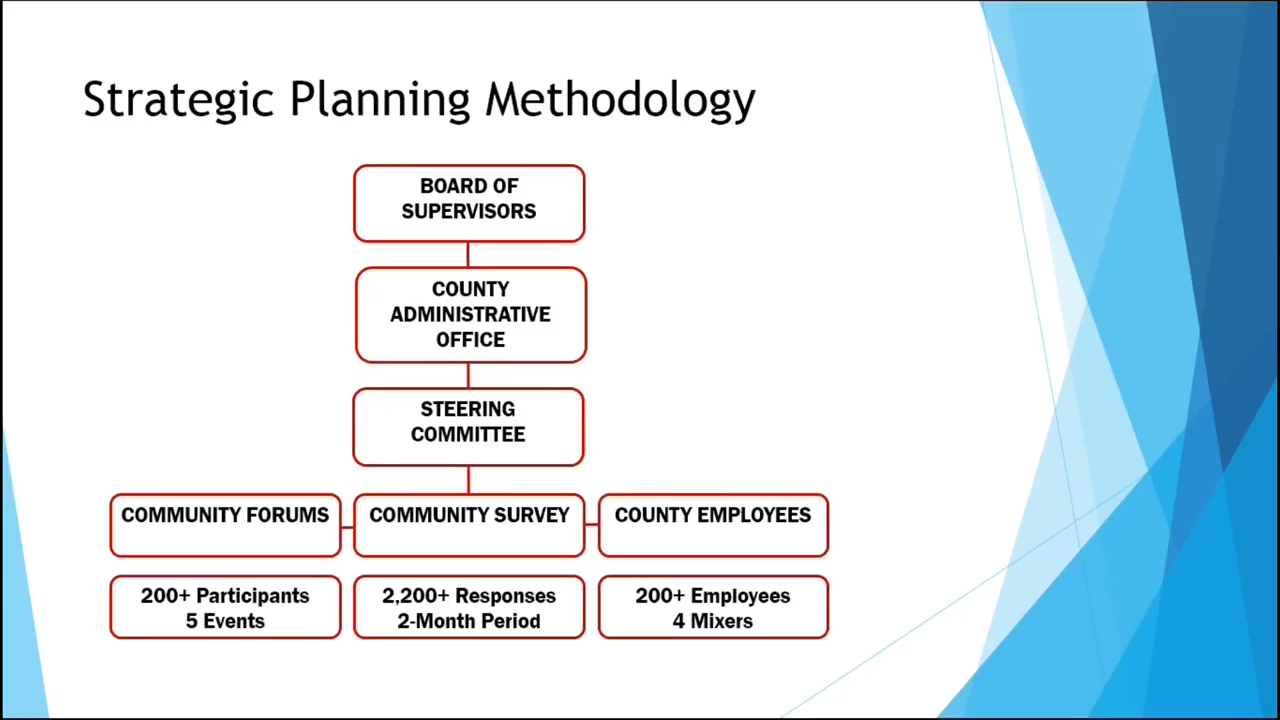 Strategic Planning Methodology
BOARD OF
SUPERVISORS
COUNTY
ADMINISTRATIVE
OFFICE
STEERING
COMMITTEE
COMMUNITY FORUMS
COMMUNITY SURVEY
COUNTY EMPLOYEES
200+ Participants
5 Events
2,200+ Responses
2-Month Period
200+ Employees
4 Mixers